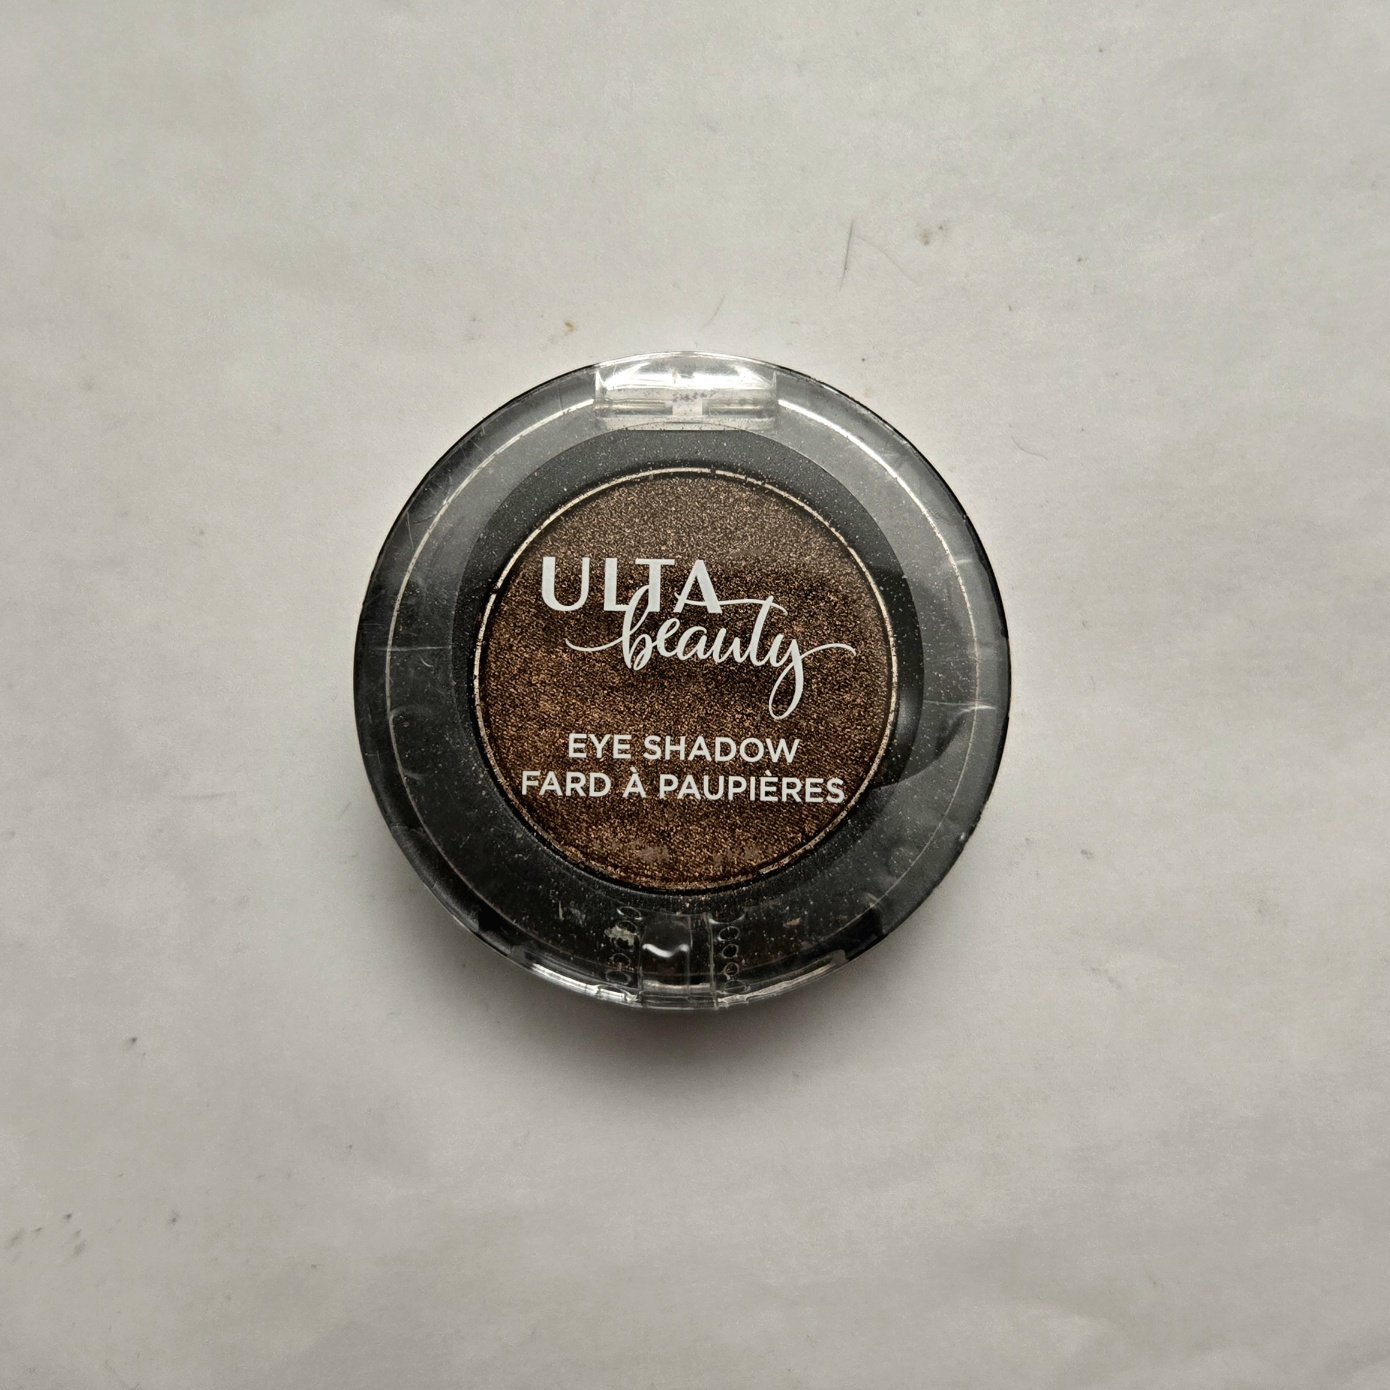 ULTA
beauty
EYE SHADOW
FARD À PAUPIÈRES